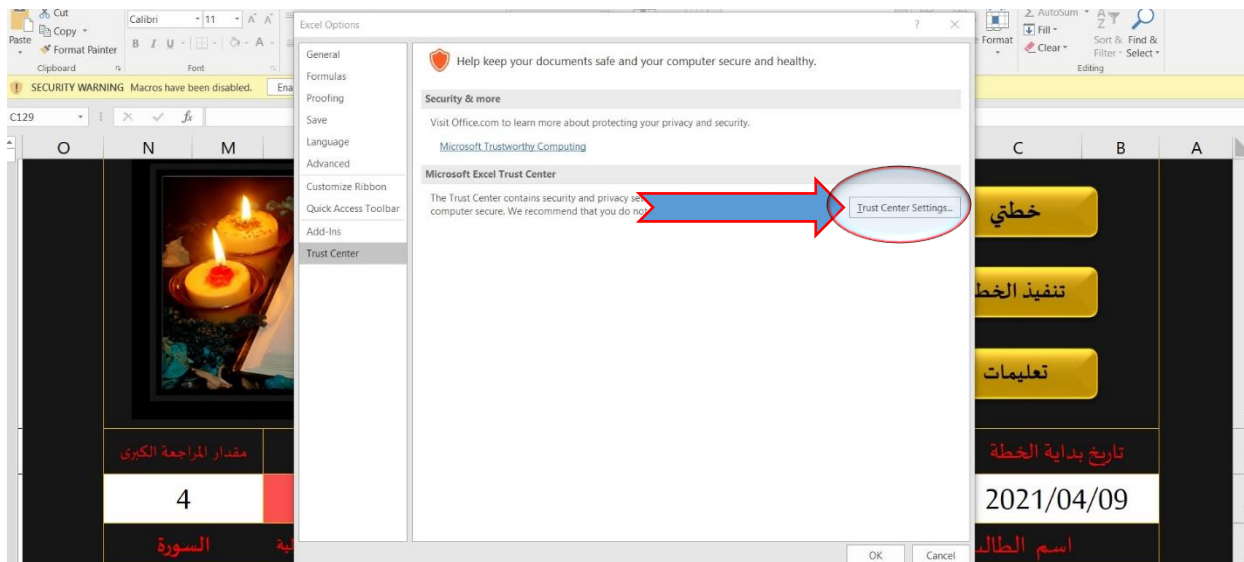 Cut
Copy
Paste
Format Painter
Clipboard
Calibri
11
B I U
Font
Excel Options
? ×
General
Formulas
Proofing
Save
Language
Advanced
Customize Ribbon
Quick Access Toolbar
Add-Ins
Trust Center
Help keep your documents safe and your computer secure and healthy.
Security & more
Visit Office.com to learn more about protecting your privacy and security.
Microsoft Trustworthy Computing
Microsoft Excel Trust Center
The Trust Center contains security and privacy
computer secure. We recommend that you do
Trust Center Settings...
OK Cancel
Format
AutoSum
Fill
Clear
Sort & Find &
Filter Select
Editing
SECURITY WARNING Macros have been disabled.
C129
fx
O N M C B A
خطتي
تنفيذ
تعليمات
تاريخ بداية الخطة
مقدار المراجعة الكبرى
2021/04/09
4
اسم
السورة